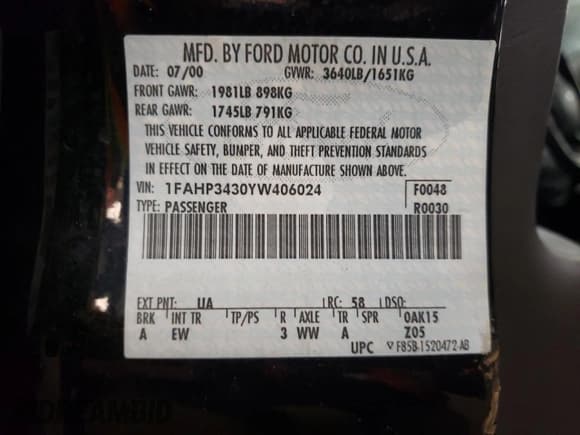 MFD. BY FORD MOTOR CO. IN U.S.A.
DATE: 07/00 GVWR: 3640LB/1651KG
FRONT GAWR: 1981LB 898KG
REAR GAWR: 1745LB 791KG
THIS VEHICLE CONFORMS TO ALL APPLICABLE FEDERAL MOTOR
VEHICLE SAFETY, BUMPER, AND THEFT PREVENTION STANDARDS
IN EFFECT ON THE DATE OF MANUFACTURE SHOWN ABOVE.
VIN: 1FAHP3430YW406024 F0048
TYPE: PASSENGER R0030
EXT PNT: UA RC: 58 DSO:
BRK INT TR TP/PS R AXLE TR SPR 0AK15
A EW 3 WW A Z05
UPC F85B-1520472-AB